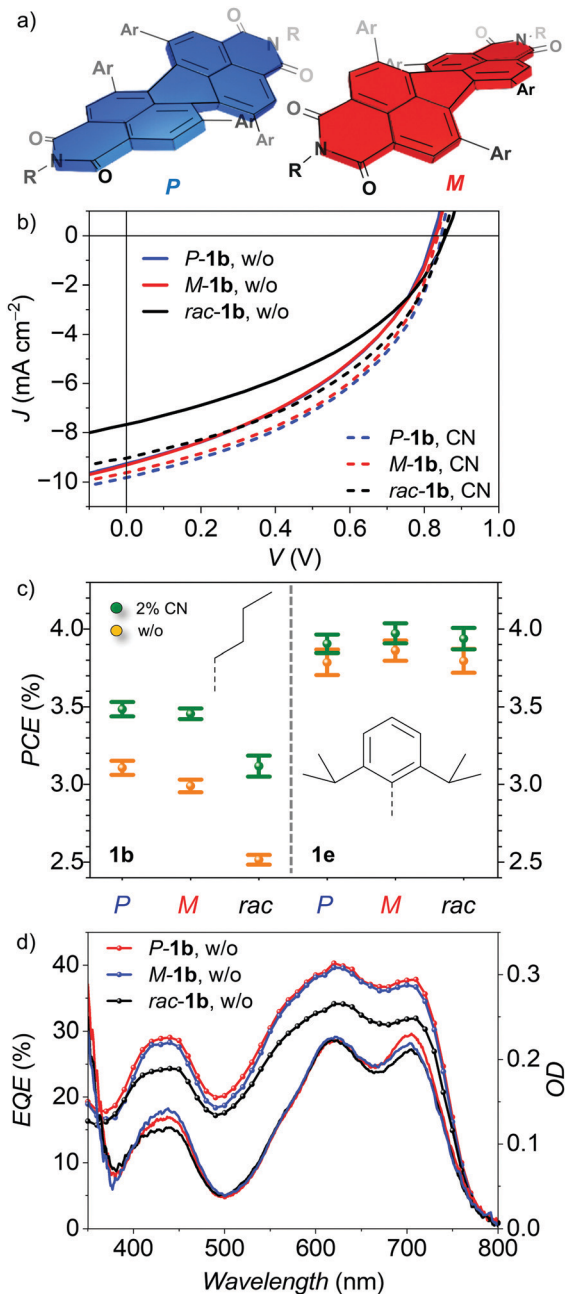 a)
Ar
O
N
R
O
Ar
Ar
Ar
O
N
R
O
P
Ar
O
N
R
O
Ar
Ar
O
N
R
O
Ar
M
b)
0
-2
-4
-6
-8
-10
J (mA cm⁻²)
P-1b, w/o
M-1b, w/o
rac-1b, w/o
P-1b, CN
M-1b, CN
rac-1b, CN
0.0 0.2 0.4 0.6 0.8 1.0
V (V)
c)
2% CN
w/o
4.0
3.5
3.0
2.5
PCE (%)
4.0
3.5
3.0
2.5
1b
1e
P M rac P M rac
d)
P-1b, w/o
M-1b, w/o
rac-1b, w/o
40
30
20
10
0
EQE (%)
0.3
0.2
0.1
0.0
OD
400 500 600 700 800
Wavelength (nm)